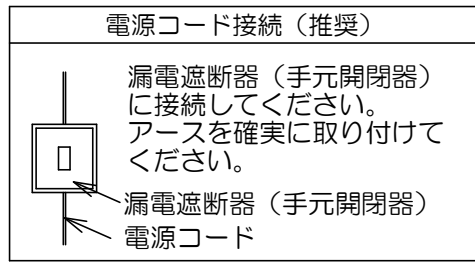 電源コード接続（推奨）
漏電遮断器（手元開閉器）
に接続してください。
アースを確実に取り付けて
ください。
漏電遮断器（手元開閉器）
電源コード